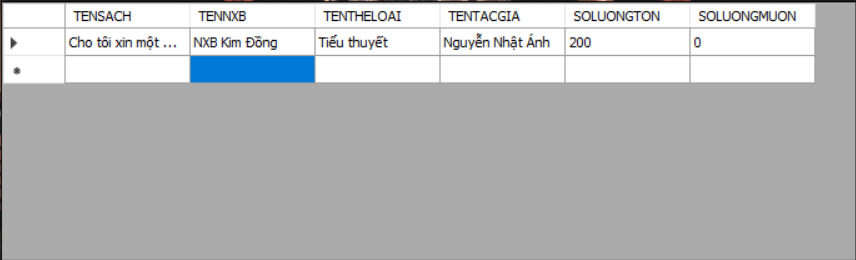 TENSACH TENNXB TENTHELOAI TENTACGIA SOLUONGTON SOLUONGMUON
Cho tôi xin một ... NXB Kim Đồng Tiểu thuyết Nguyễn Nhật Ánh 200 0